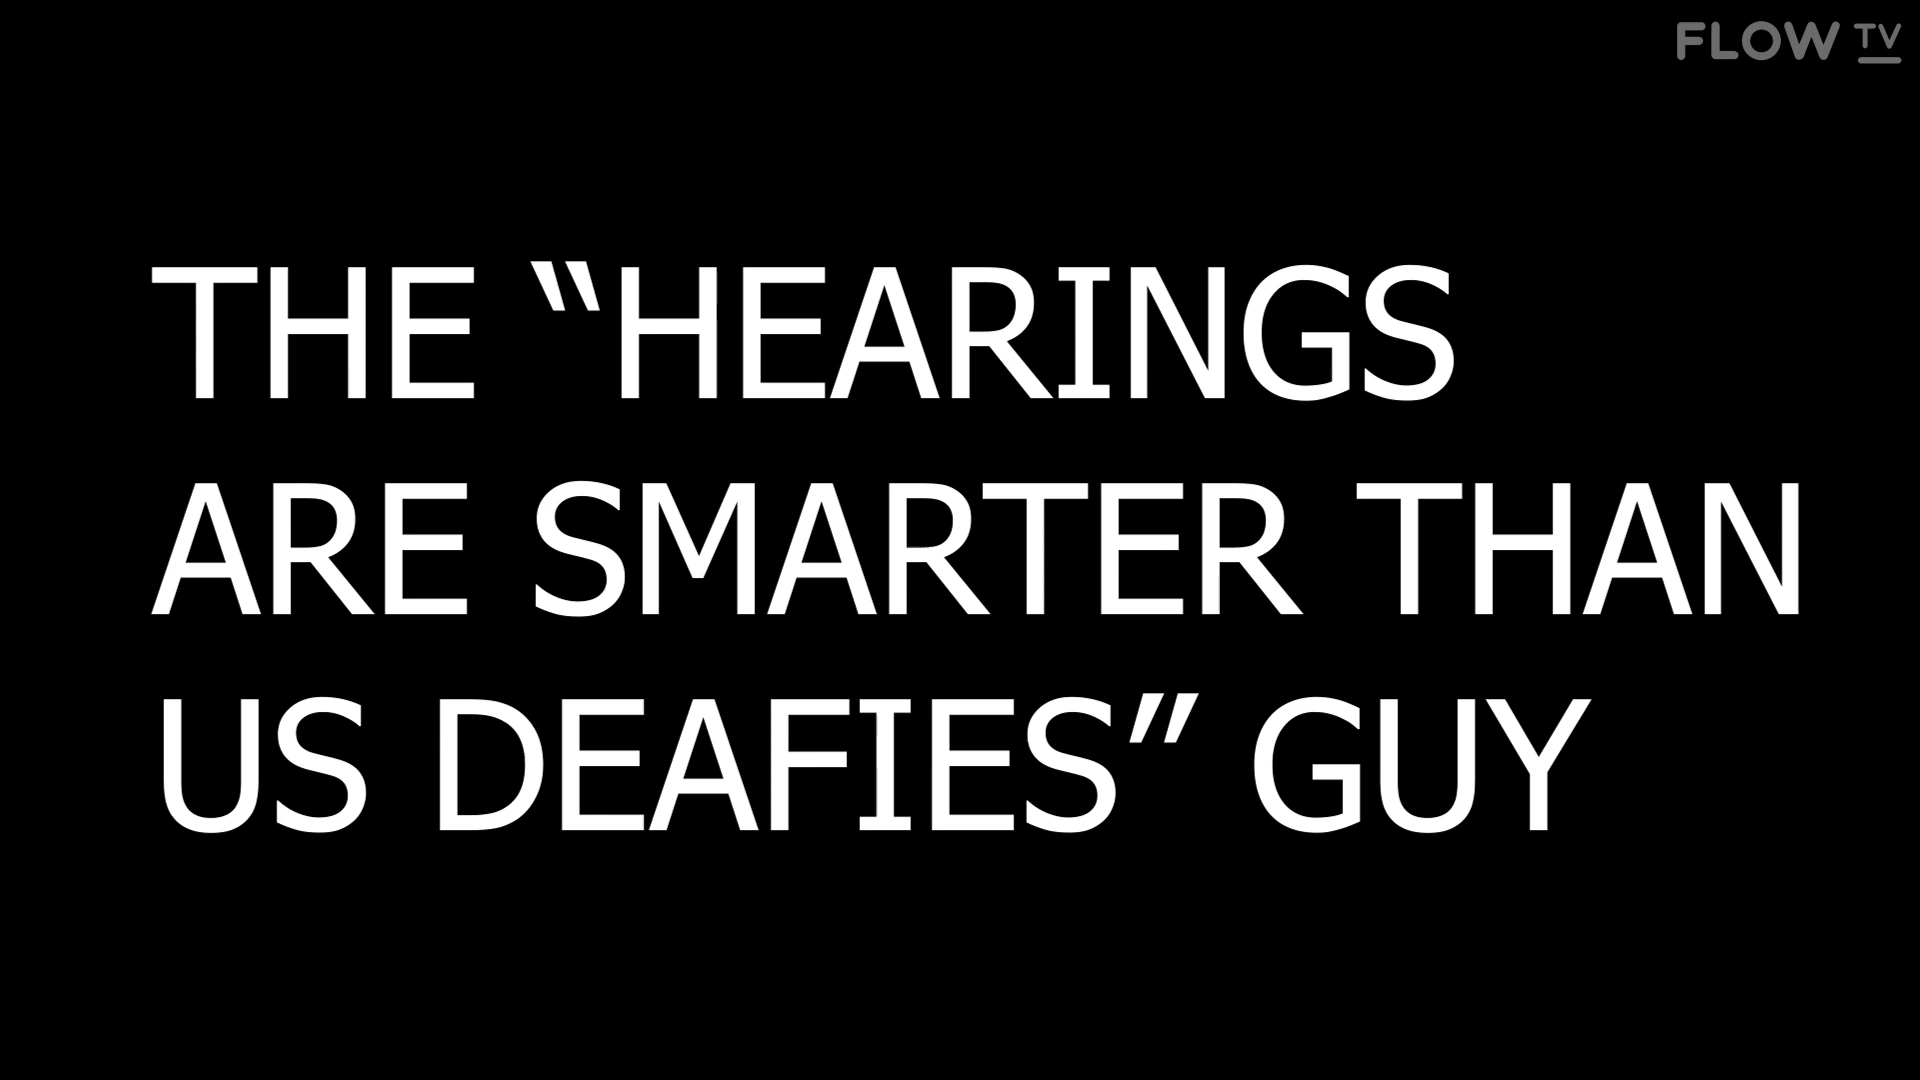 FLOW TV
THE “HEARINGS
ARE SMARTER THAN
US DEAFIES” GUY